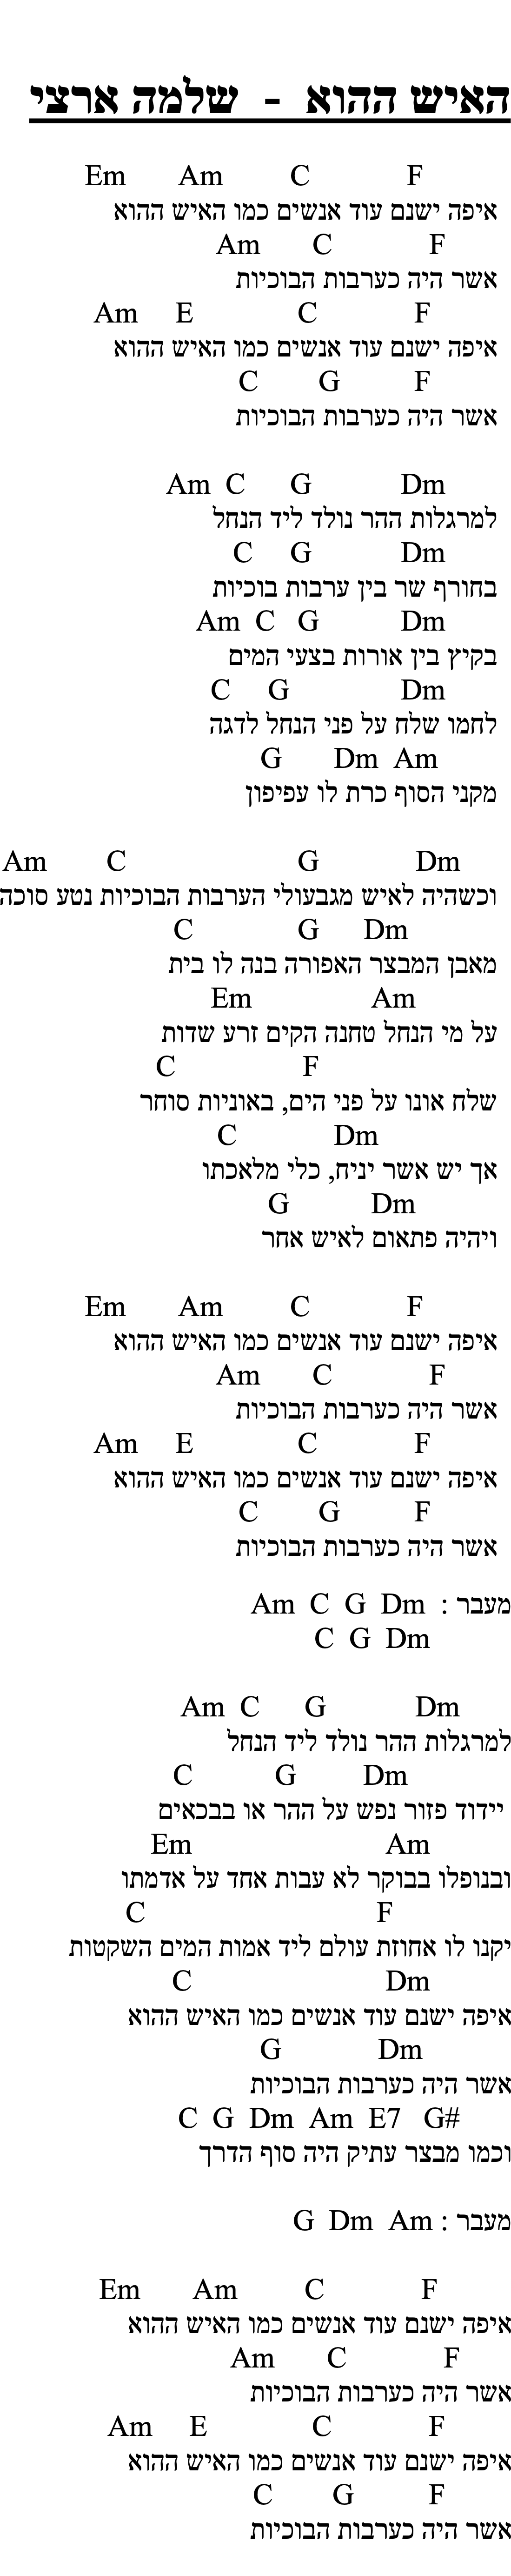 האיש ההוא - שלמה ארצי
Em Am C F
איפה ישנם עוד אנשים כמו האיש ההוא
Am C F
אשר היה כערבות הבוכיות
Am E C F
איפה ישנם עוד אנשים כמו האיש ההוא
C G F
אשר היה כערבות הבוכיות
Am C G Dm
למרגלות ההר נולד ליד הנחל
C G Dm
בחורף שר בין ערבות בוכיות
Am C G Dm
בקיץ בין אורות בצעי המים
C G Dm
לחמו שלח על פני הנחל לדגה
G Dm Am
מקני הסוף כרת לו עפיפון
Am C G Dm
וכשהיה לאיש מגבעולי הערבות הבוכיות נטע סוכה
C G Dm
מאבן המבצר האפורה בנה לו בית
Em Am
על מי הנחל טחנה הקים זרע שדות
C F
שלח אונו על פני הים, באוניות סוחר
C Dm
אך יש אשר יניח, כלי מלאכתו
G Dm
ויהיה פתאום לאיש אחר
Em Am C F
איפה ישנם עוד אנשים כמו האיש ההוא
Am C F
אשר היה כערבות הבוכיות
Am E C F
איפה ישנם עוד אנשים כמו האיש ההוא
C G F
אשר היה כערבות הבוכיות
מעבר : Am C G Dm
C G Dm
Am C G Dm
למרגלות ההר נולד ליד הנחל
C G Dm
יידוד פזור נפש על ההר או בבכאים
Em Am
ובנופלו בבוקר לא עבות אחד על אדמתו
C F
יקנו לו אחוזת עולם ליד אמות המים השקטות
C Dm
איפה ישנם עוד אנשים כמו האיש ההוא
G Dm
אשר היה כערבות הבוכיות
C G Dm Am E7 G#
וכמו מבצר עתיק היה סוף הדרך
מעבר : G Dm Am
Em Am C F
איפה ישנם עוד אנשים כמו האיש ההוא
Am C F
אשר היה כערבות הבוכיות
Am E C F
איפה ישנם עוד אנשים כמו האיש ההוא
C G F
אשר היה כערבות הבוכיות